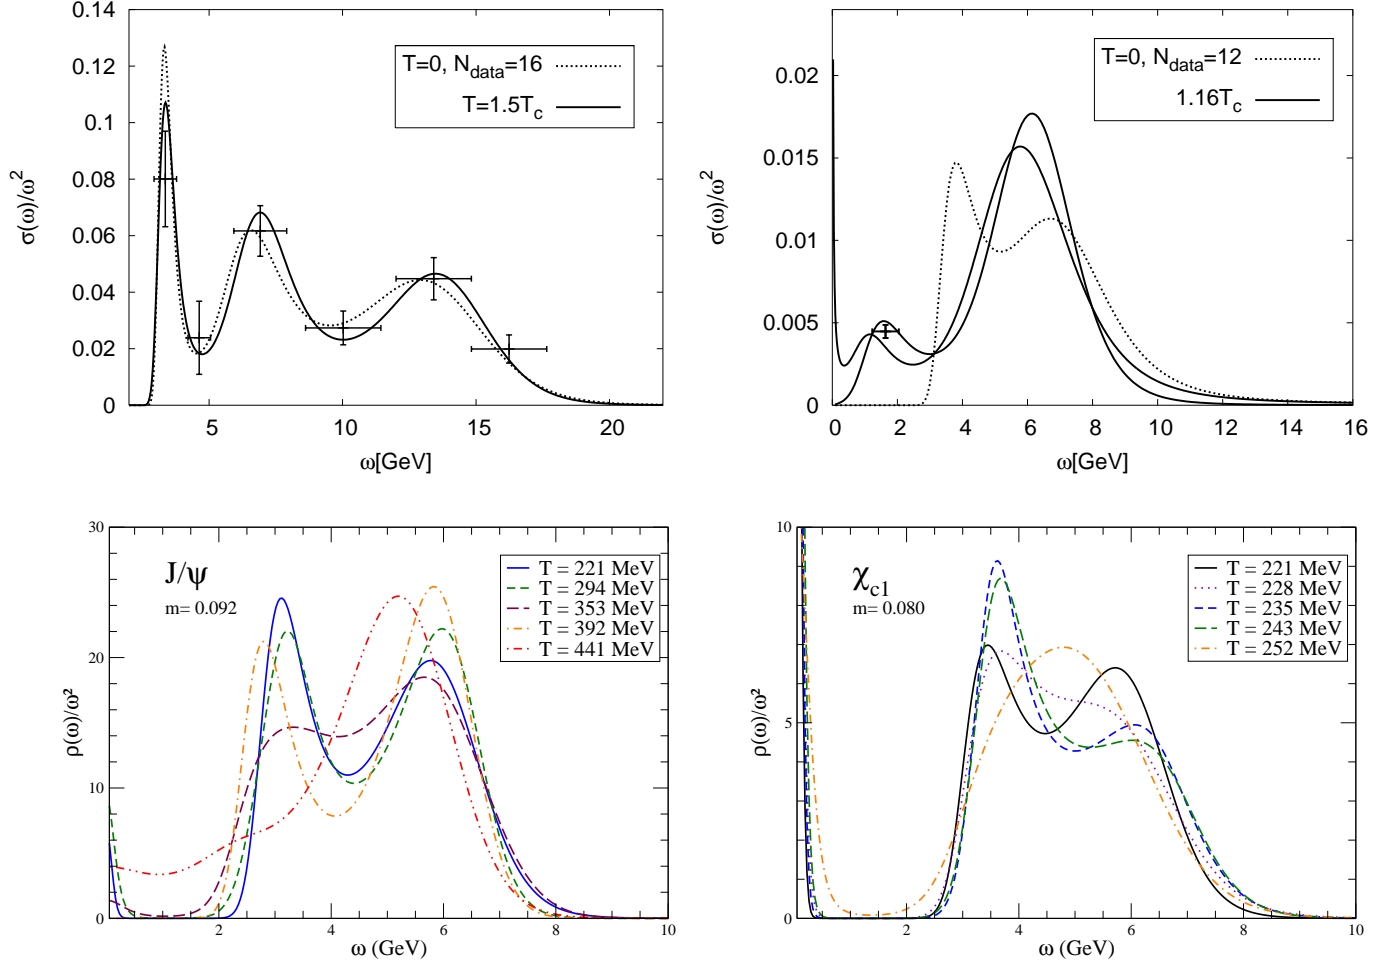 0.14
0.12
0.1
0.08
0.06
0.04
0.02
0
σ(ω)/ω²
T=0, N_data=16
T=1.5T_c
5
10
15
20
ω[GeV]
0.02
0.015
0.01
0.005
0
σ(ω)/ω²
T=0, N_data=12
1.16T_c
0
2
4
6
8
10
12
14
16
ω[GeV]
30
20
10
0
ρ(ω)/ω²
J/ψ
m= 0.092
T = 221 MeV
T = 294 MeV
T = 353 MeV
T = 392 MeV
T = 441 MeV
0
2
4
6
8
10
ω (GeV)
10
5
0
ρ(ω)/ω²
χ_c1
m= 0.080
T = 221 MeV
T = 228 MeV
T = 235 MeV
T = 243 MeV
T = 252 MeV
2
4
6
8
10
ω (GeV)